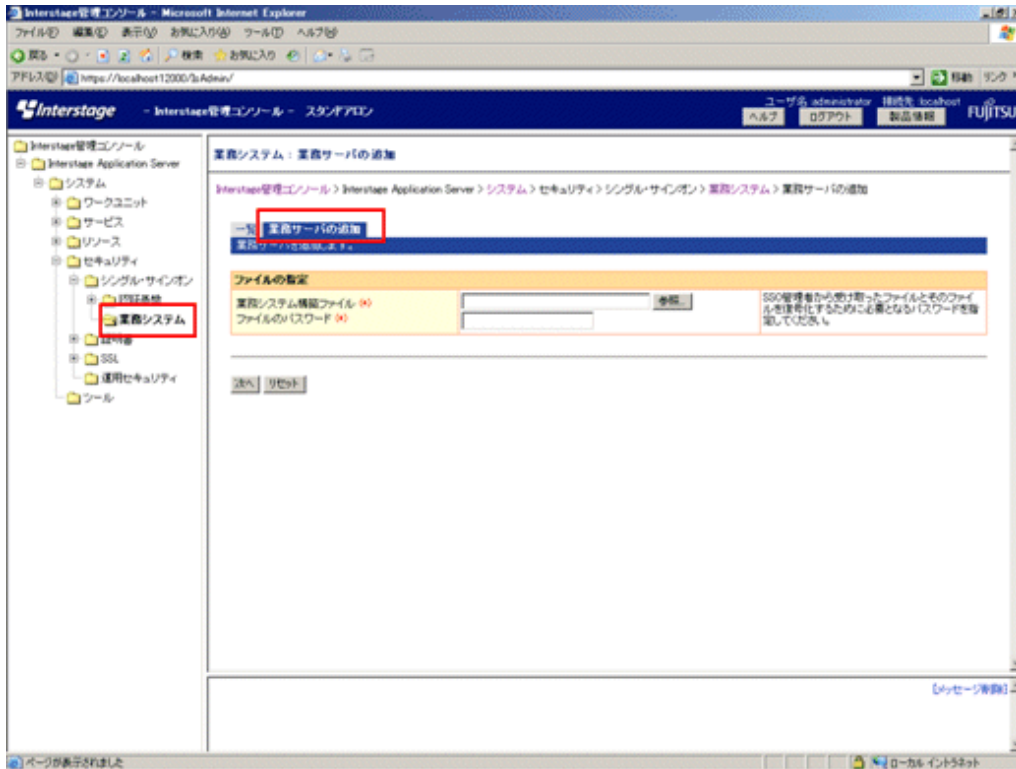 Interstage管理コンソール - Microsoft Internet Explorer
ファイル(F) 編集(E) 表示(V) お気に入り(A) ツール(T) ヘルプ(H)
戻る 検索 お気に入り
アドレス(D) https://localhost:12000/IsAdmin/ 移動 リンク
Interstage - Interstage管理コンソール - スタンドアロン
ユーザ名: administrator 接続先: localhost
ヘルプ ログアウト 製品情報 FUJITSU
Interstage管理コンソール
Interstage Application Server
システム
ワークユニット
サービス
リソース
セキュリティ
シングル・サインオン
認証基盤
業務システム
証明書
SSL
運用セキュリティ
ツール
業務システム : 業務サーバの追加
Interstage管理コンソール > Interstage Application Server > システム > セキュリティ > シングル・サインオン > 業務システム > 業務サーバの追加
一覧 業務サーバの追加
業務サーバを追加します。
ファイルの指定
業務システム構築ファイル (*) 参照...
ファイルのパスワード (*)
SSO管理者から受け取ったファイルとそのファイ
ルを復号化するために必要となるパスワードを指
定してください。
次へ リセット
[メッセージ削除]
ページが表示されました ローカル イントラネット